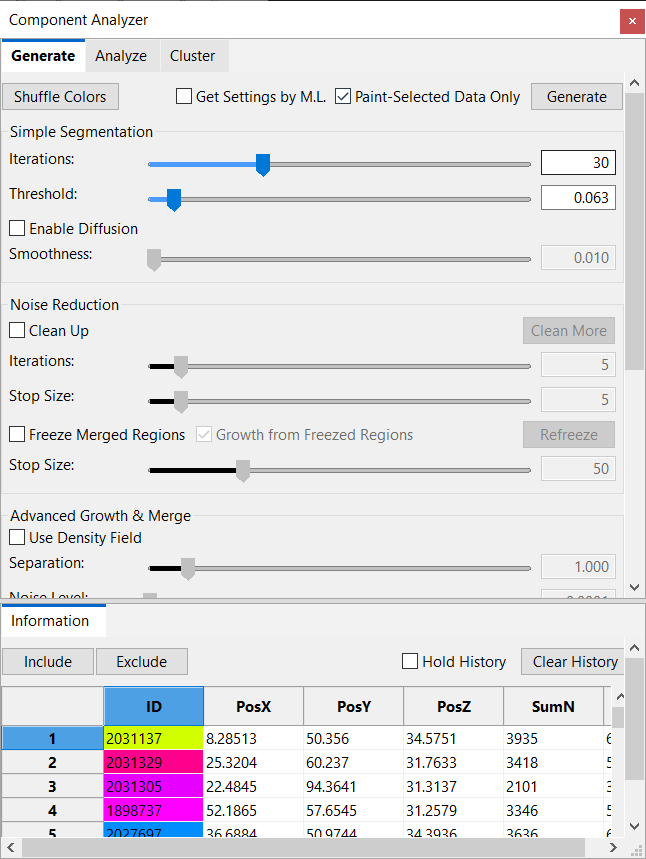 Component Analyzer
Generate Analyze Cluster
Shuffle Colors Get Settings by M.L. Paint-Selected Data Only Generate
Simple Segmentation
Iterations: 30
Threshold: 0.063
Enable Diffusion
Smoothness: 0.010
Noise Reduction
Clean Up Clean More
Iterations: 5
Stop Size: 5
Freeze Merged Regions Growth from Freezed Regions Refreeze
Stop Size: 50
Advanced Growth & Merge
Use Density Field
Separation: 1.000
Noise Level: 0.0001
Information
Include Exclude Hold History Clear History
ID PosX PosY PosZ SumN
1 2031137 8.28513 50.356 34.5751 3935
2 2031329 25.3204 60.237 31.7633 3418
3 2031305 22.4845 94.3641 31.3137 2101
4 1898737 52.1865 57.6545 31.2579 3346
5 2027697 36.6884 50.9744 34.3936 3636